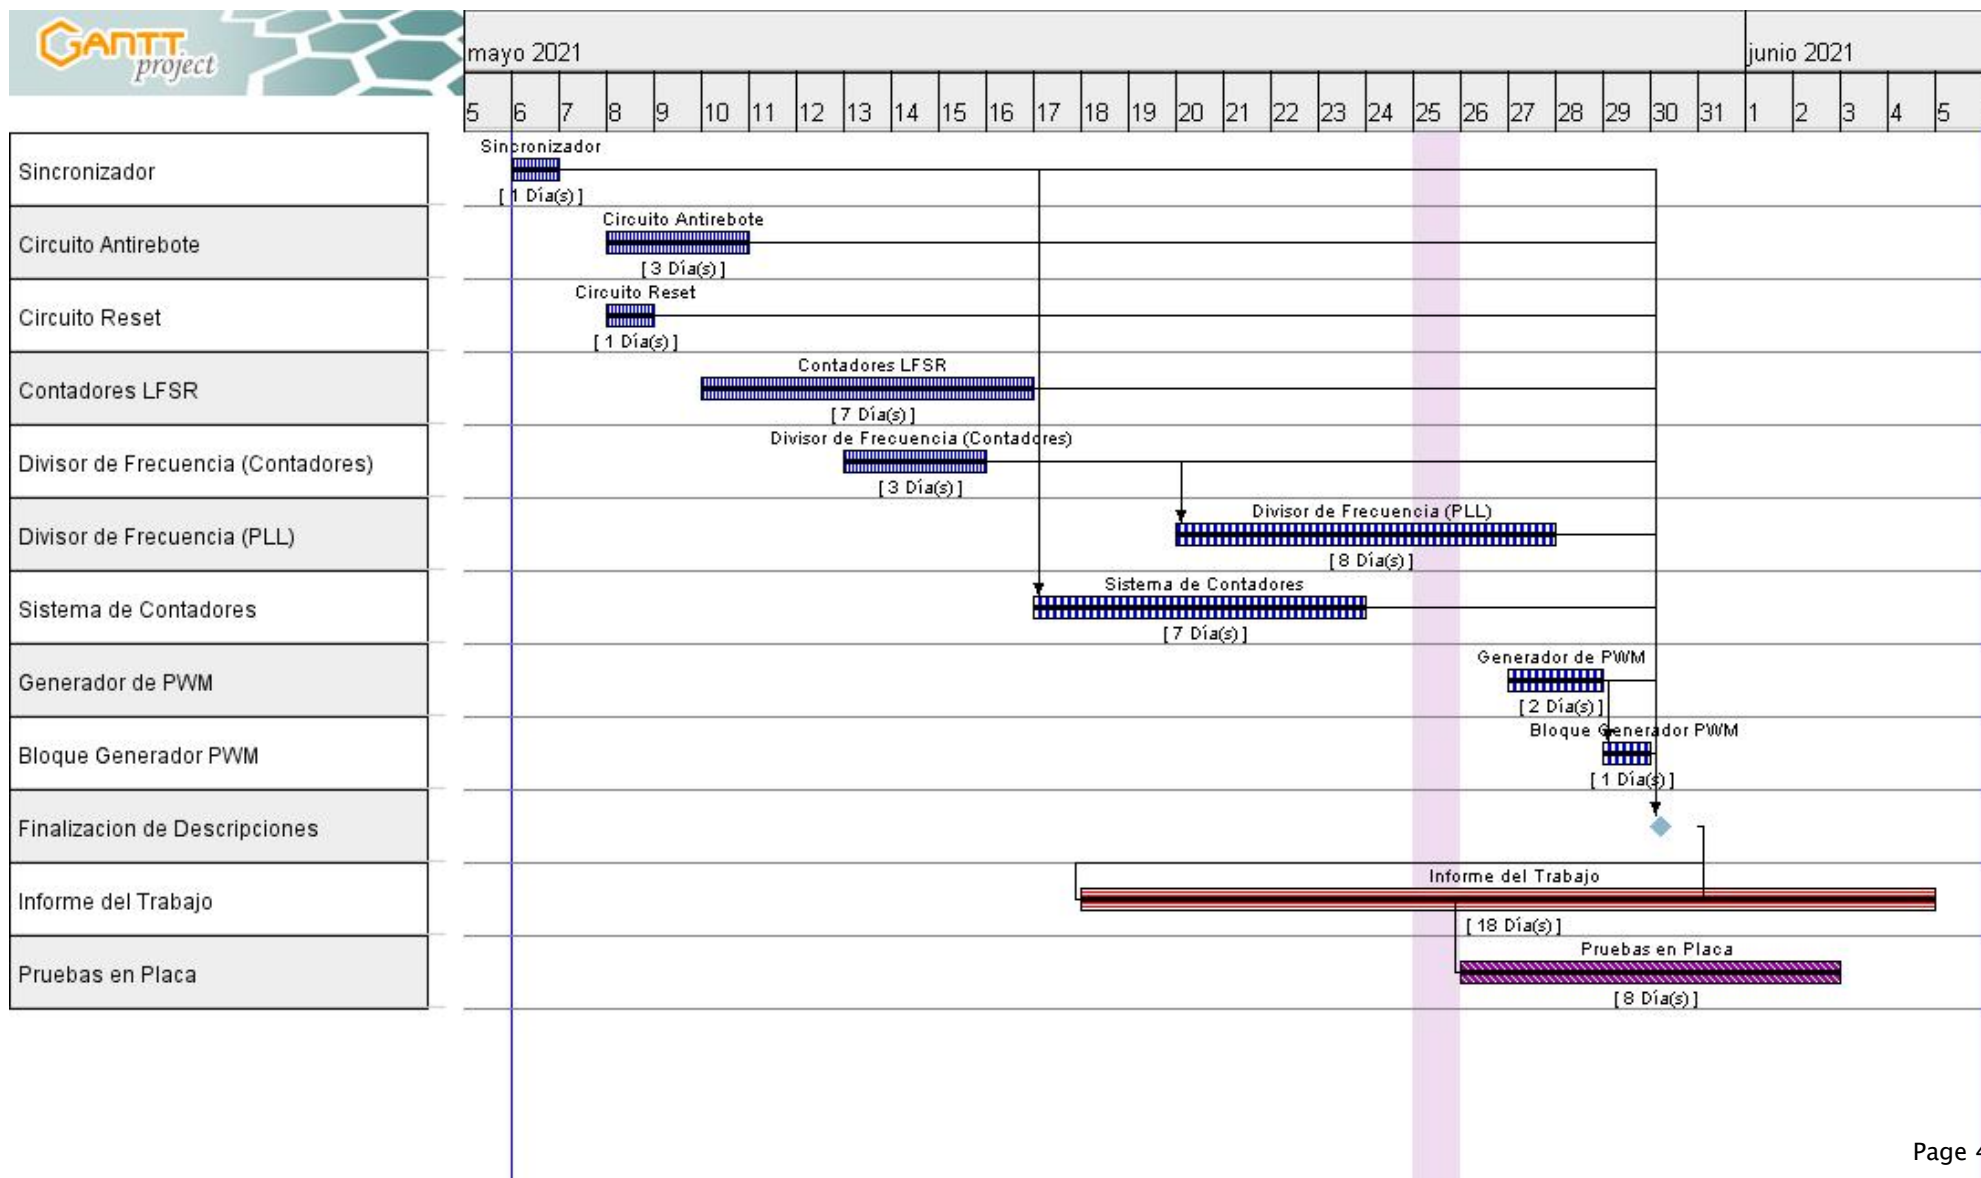 GANTT
project
mayo 2021 junio 2021
5 6 7 8 9 10 11 12 13 14 15 16 17 18 19 20 21 22 23 24 25 26 27 28 29 30 31 1 2 3 4 5
Sincronizador
Sincronizador
[ 1 Día(s) ]
Circuito Antirebote
Circuito Antirebote
[ 3 Día(s) ]
Circuito Reset
Circuito Reset
[ 1 Día(s) ]
Contadores LFSR
Contadores LFSR
[ 7 Día(s) ]
Divisor de Frecuencia (Contadores)
Divisor de Frecuencia (Contadores)
[ 3 Día(s) ]
Divisor de Frecuencia (PLL)
Divisor de Frecuencia (PLL)
[ 8 Día(s) ]
Sistema de Contadores
Sistema de Contadores
[ 7 Día(s) ]
Generador de PWM
Generador de PWM
[ 2 Día(s) ]
Bloque Generador PWM
Bloque Generador PWM
[ 1 Día(s) ]
Finalizacion de Descripciones
Informe del Trabajo
Informe del Trabajo
[ 18 Día(s) ]
Pruebas en Placa
Pruebas en Placa
[ 8 Día(s) ]
Page 4